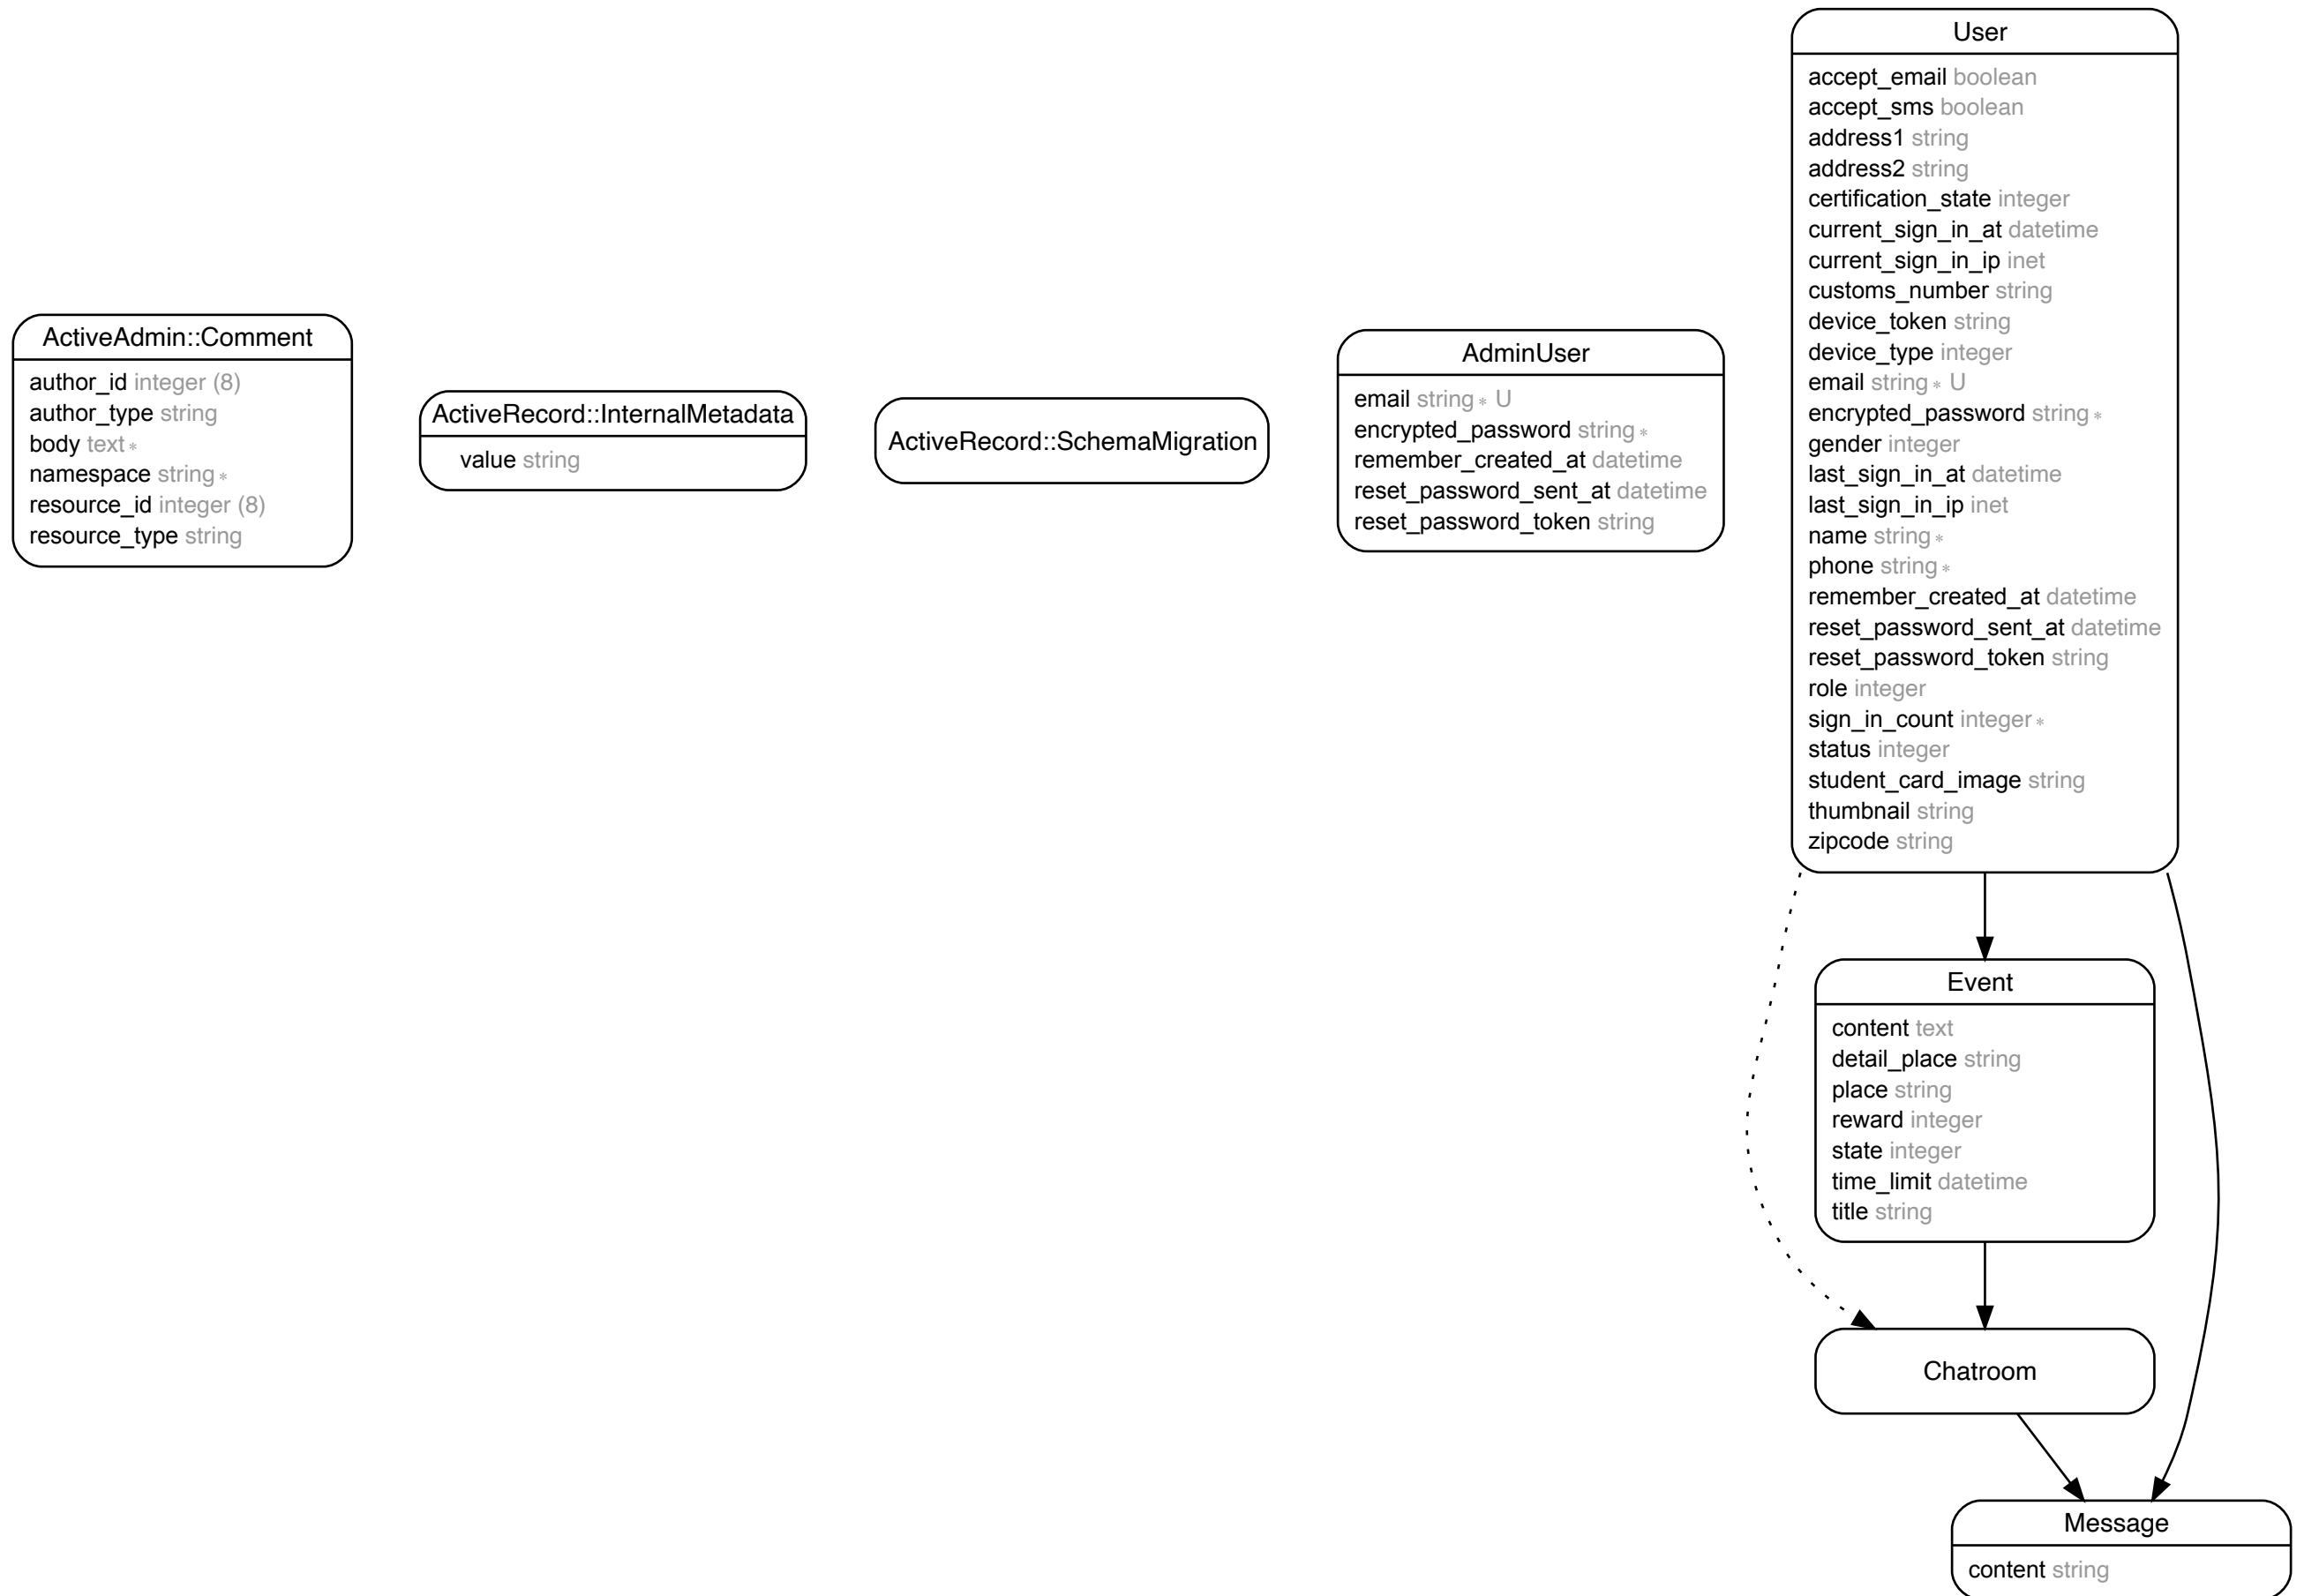 ActiveAdmin::Comment
author_id integer (8)
author_type string
body text *
namespace string *
resource_id integer (8)
resource_type string
ActiveRecord::InternalMetadata
value string
ActiveRecord::SchemaMigration
AdminUser
email string * U
encrypted_password string *
remember_created_at datetime
reset_password_sent_at datetime
reset_password_token string
User
accept_email boolean
accept_sms boolean
address1 string
address2 string
certification_state integer
current_sign_in_at datetime
current_sign_in_ip inet
customs_number string
device_token string
device_type integer
email string * U
encrypted_password string *
gender integer
last_sign_in_at datetime
last_sign_in_ip inet
name string *
phone string *
remember_created_at datetime
reset_password_sent_at datetime
reset_password_token string
role integer
sign_in_count integer *
status integer
student_card_image string
thumbnail string
zipcode string
Event
content text
detail_place string
place string
reward integer
state integer
time_limit datetime
title string
Chatroom
Message
content string